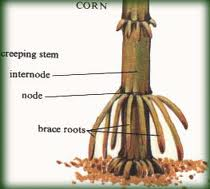 CORN
creeping stem
internode
node
brace roots